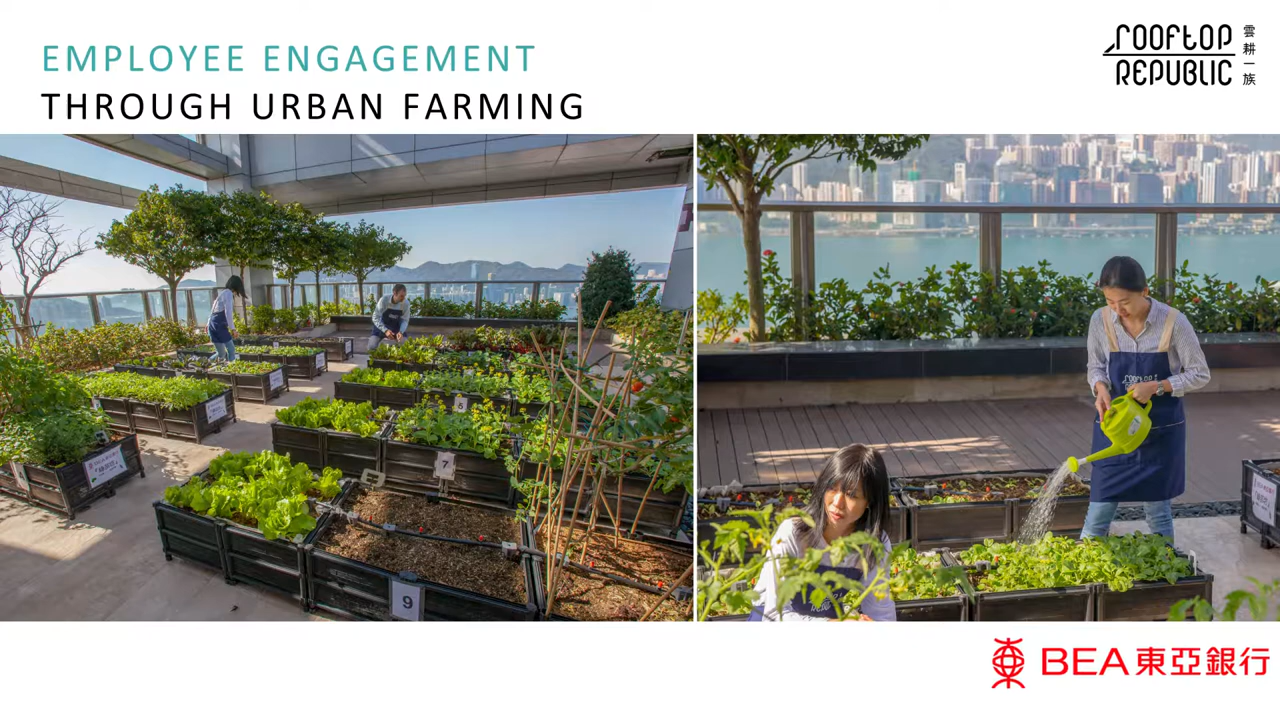 EMPLOYEE ENGAGEMENT
THROUGH URBAN FARMING
rooftop
REPUBLIC
雲耕一族
7
9
rooftop
BEA東亞銀行